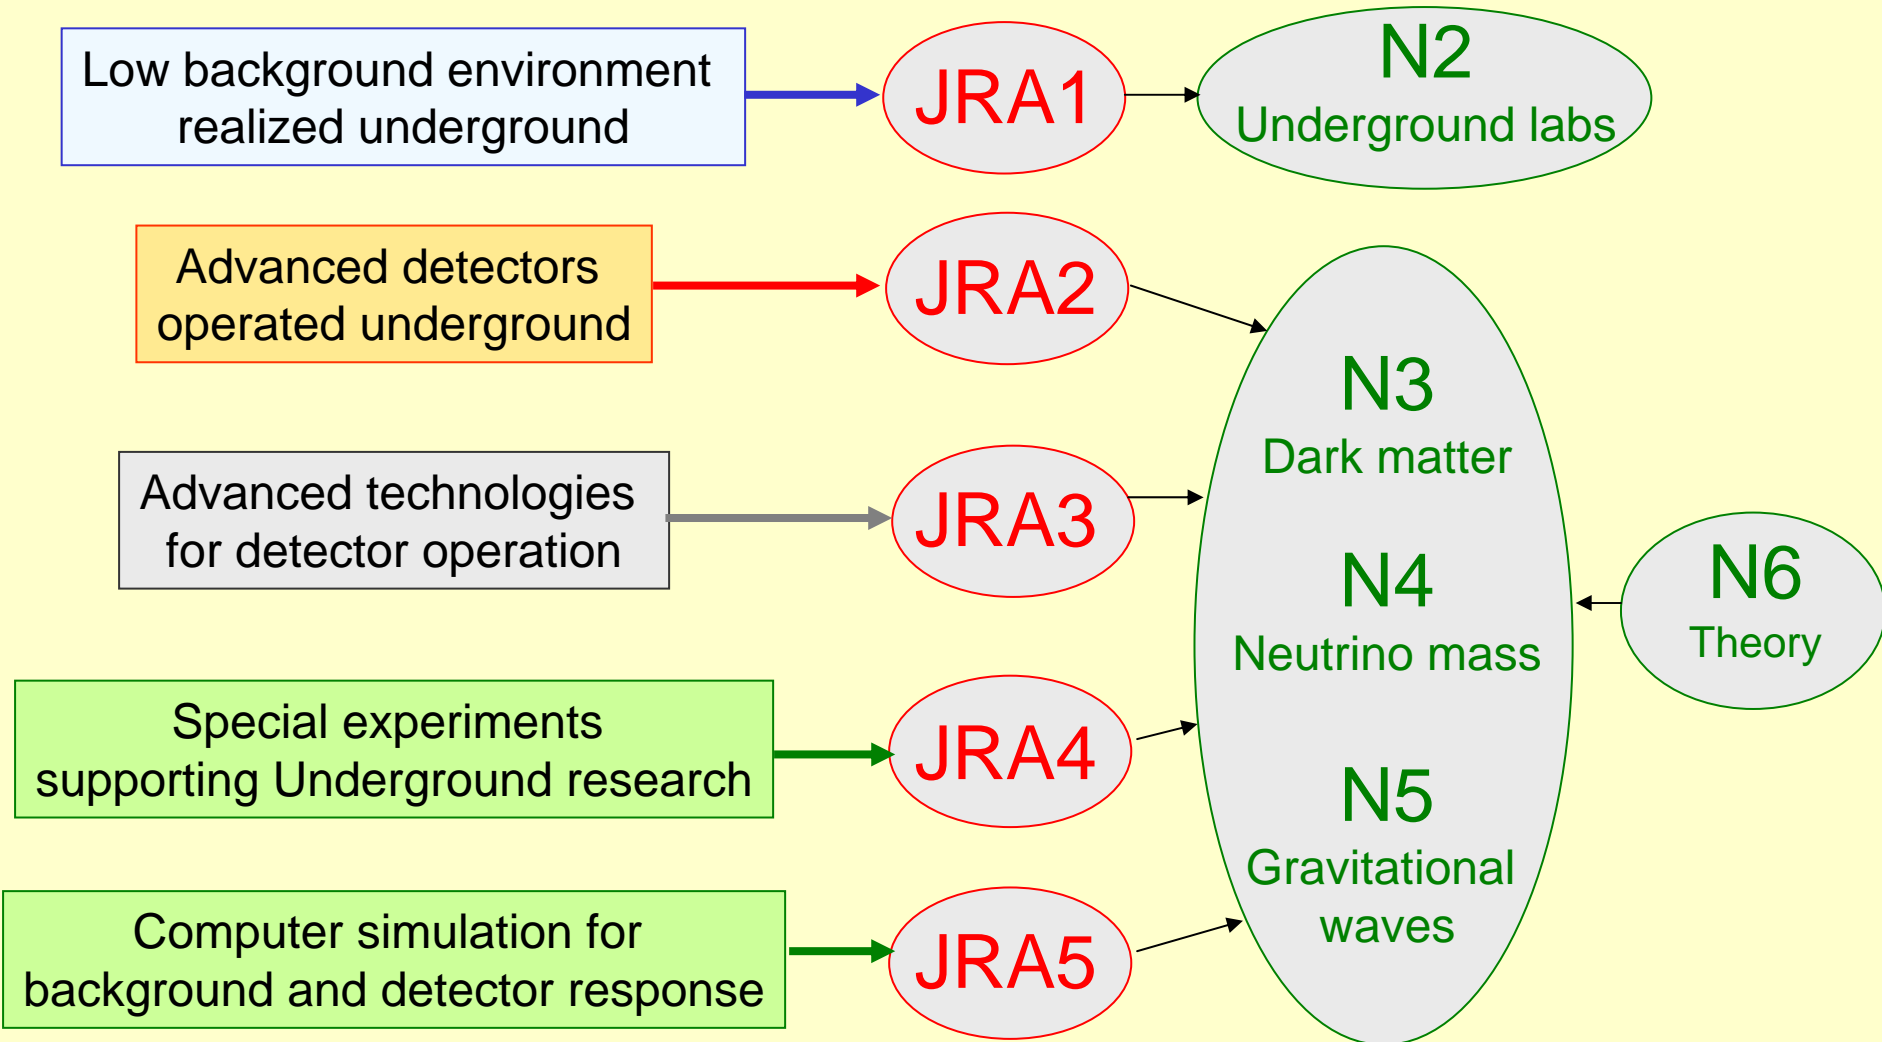 Low background environment
realized underground
JRA1
N2
Underground labs
Advanced detectors
operated underground
JRA2
Advanced technologies
for detector operation
JRA3
N3
Dark matter
N4
Neutrino mass
N5
Gravitational
waves
N6
Theory
Special experiments
supporting Underground research
JRA4
Computer simulation for
background and detector response
JRA5